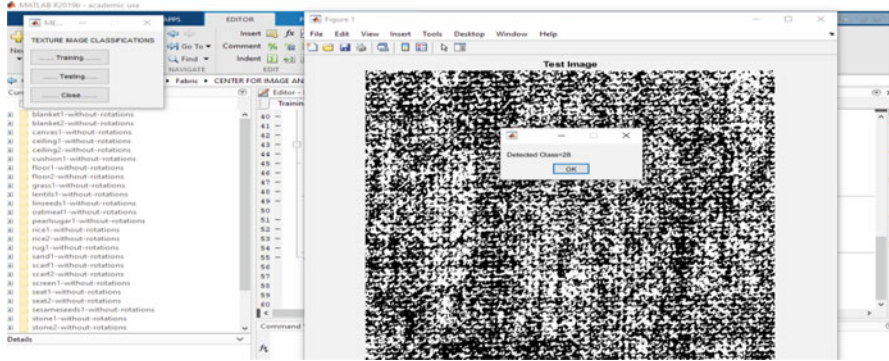 MATLAB R2019b - academic use
ME...
APPS
EDITOR
Figure 1
TEXTURE IMAGE CLASSIFICATIONS
........ Training ........
........ Testing ........
........ Close ........
Go To
Find
NAVIGATE
Insert
fx
Comment
%
Indent
EDIT
File Edit View Insert Tools Desktop Window Help
Fabric
CENTER FOR IMAGE AN
Editor -
Test Image
Detected Class=28
OK
blanket1-without-rotations
blanket2-without-rotations
canvas1-without-rotations
ceiling1-without-rotations
ceiling2-without-rotations
cushion1-without-rotations
floor1-without-rotations
floor2-without-rotations
grass1-without-rotations
lentils1-without-rotations
linseeds1-without-rotations
oatmeal1-without-rotations
pearlsugar1-without-rotations
rice1-without-rotations
rice2-without-rotations
rug1-without-rotations
sand1-without-rotations
scarf1-without-rotations
scarf2-without-rotations
screen1-without-rotations
seat1-without-rotations
seat2-without-rotations
sesameseeds1-without-rotations
stone1-without-rotations
stone2-without-rotations
Details
Trainin
40
41
42
43
44
45
46
47
48
49
50
51
52
53
54
55
56
57
58
59
60
Command
fx